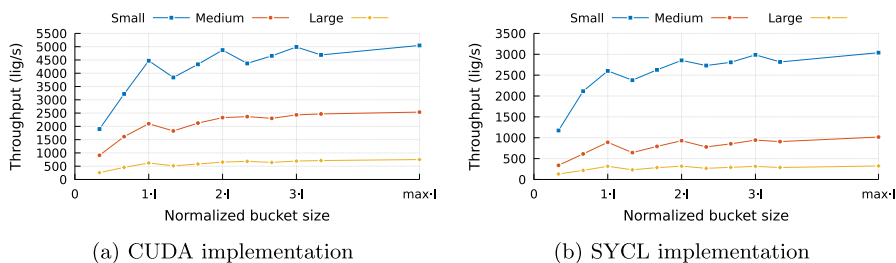 Small Medium Large
5500
5000
4500
4000
3500
3000
2500
2000
1500
1000
500
0
Throughput (lig/s)
0 1·l 2·l 3·l max·l
Normalized bucket size
(a) CUDA implementation
Small Medium Large
3500
3000
2500
2000
1500
1000
500
0
Throughput (lig/s)
0 1·l 2·l 3·l max·l
Normalized bucket size
(b) SYCL implementation